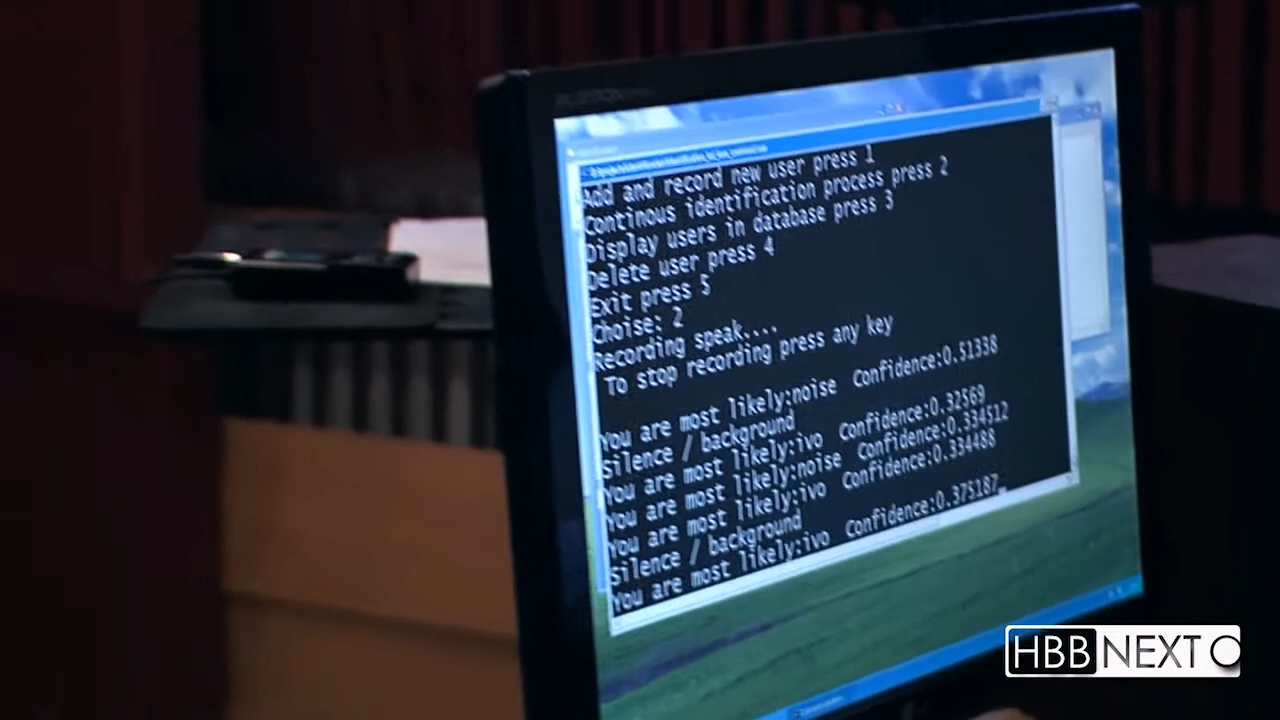 Add and record new user press 1
Continous identification process press 2
Display users in database press 3
Delete user press 4
Exit press 5
Choise: 2
Recording speak....
To stop recording press any key
You are most likely:noise Confidence:0.51338
Silence / background
You are most likely:ivo Confidence:0.32569
You are most likely:noise Confidence:0.334512
You are most likely:ivo Confidence:0.334488
Silence / background
You are most likely:ivo Confidence:0.375187
HBB NEXT